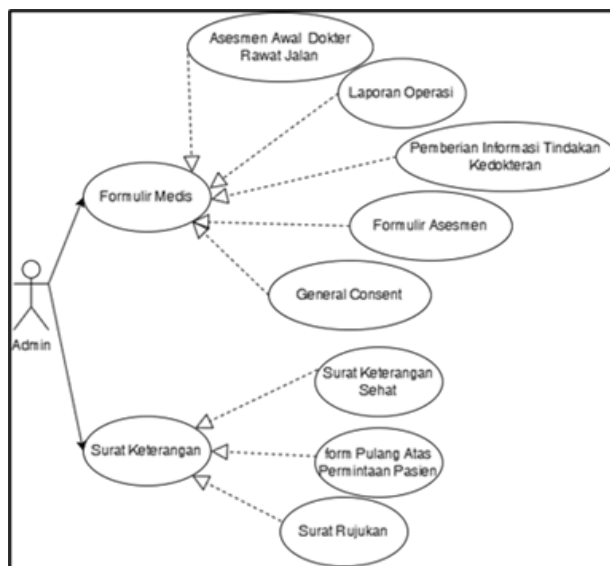 Asesmen Awal Dokter
Rawat Jalan
Laporan Operasi
Pemberian Informasi Tindakan
Kedokteran
Formulir Medis
Formulir Asesmen
General Consent
Admin
Surat Keterangan
Sehat
Surat Keterangan
form Pulang Atas
Permintaan Pasien
Surat Rujukan